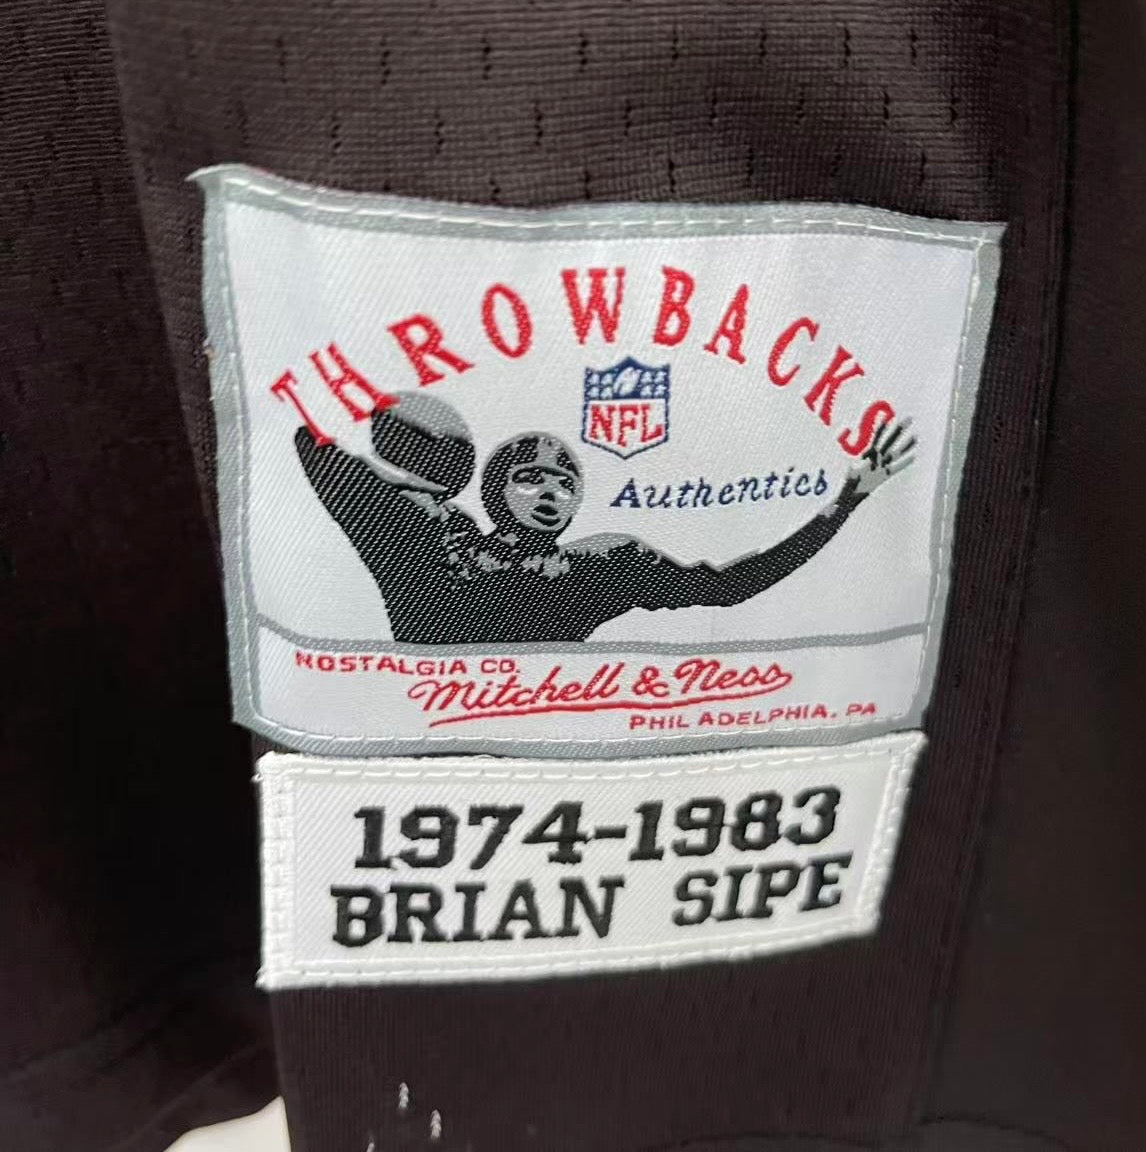 THROWBACKS
NFL
Authentics
NOSTALGIA CO.
Mitchell & Ness
PHILADELPHIA, PA
1974-1983
BRIAN SIPE